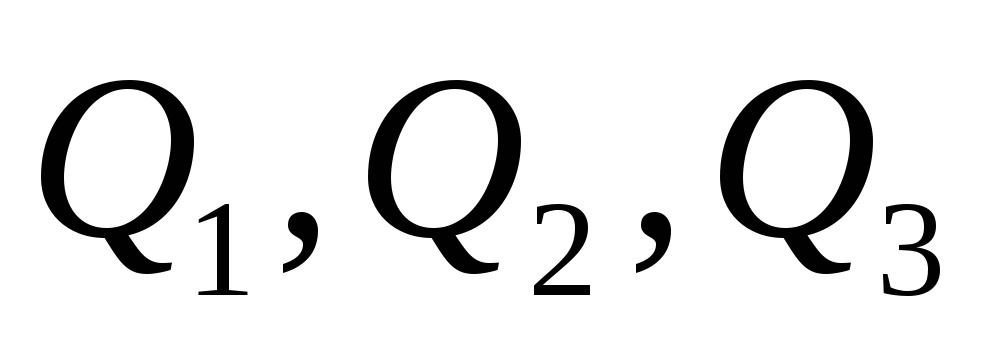 Q₁, Q₂, Q₃